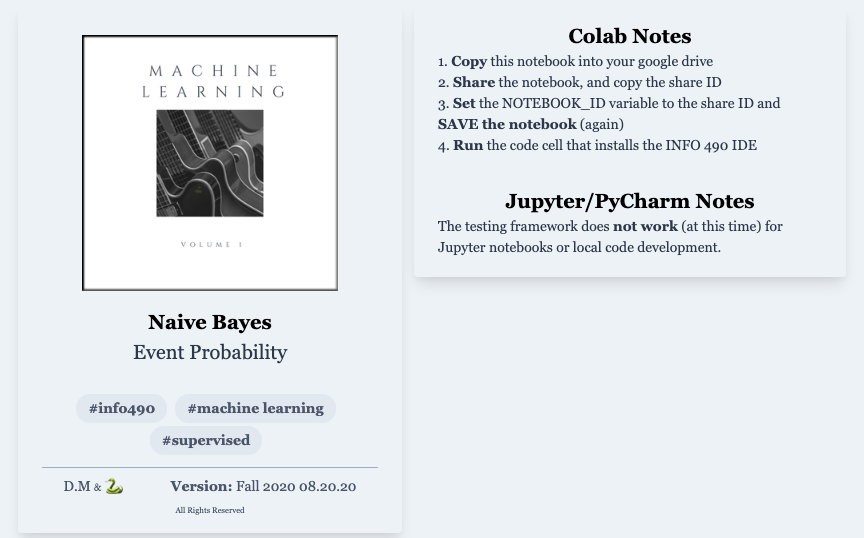 MACHINE
LEARNING
VOLUME I
Naive Bayes
Event Probability
#info490 #machine learning
#supervised
D.M & 🐍 Version: Fall 2020 08.20.20
All Rights Reserved
Colab Notes
1. Copy this notebook into your google drive
2. Share the notebook, and copy the share ID
3. Set the NOTEBOOK_ID variable to the share ID and
SAVE the notebook (again)
4. Run the code cell that installs the INFO 490 IDE
Jupyter/PyCharm Notes
The testing framework does not work (at this time) for
Jupyter notebooks or local code development.